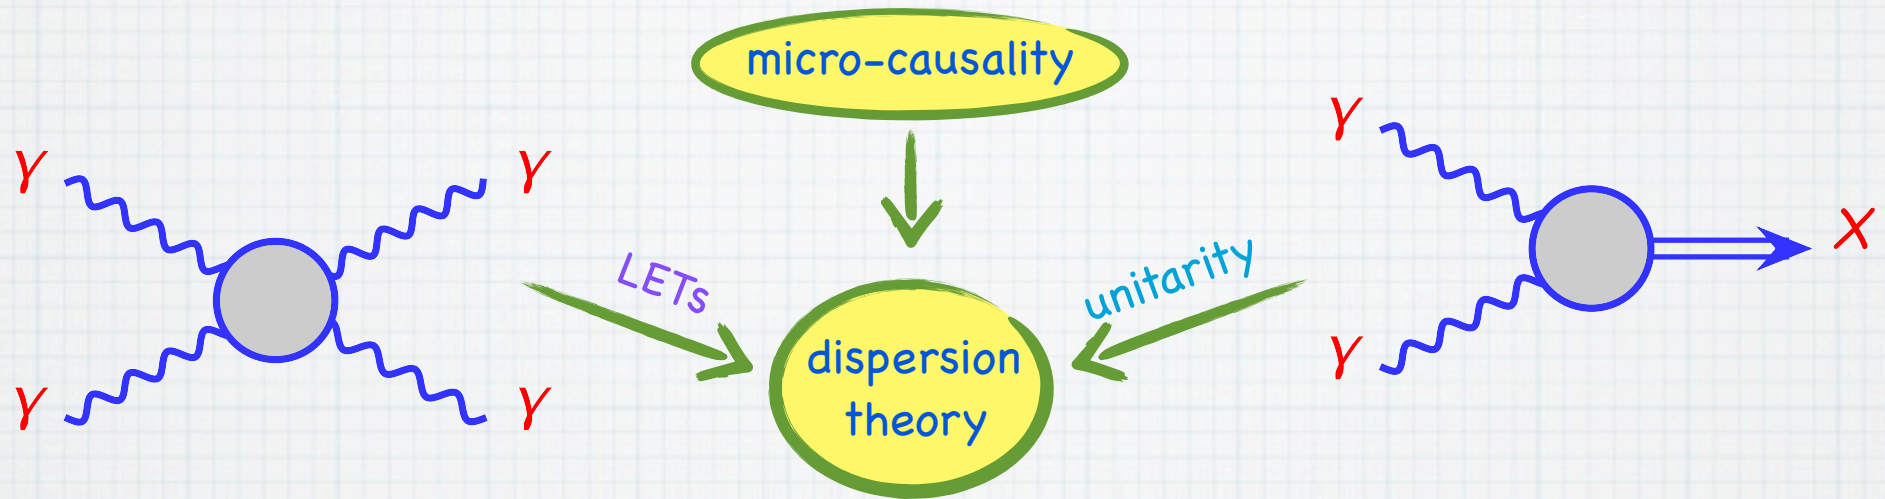 micro-causality
γ
γ
γ
γ
LETs
dispersion
theory
unitarity
γ
γ
X